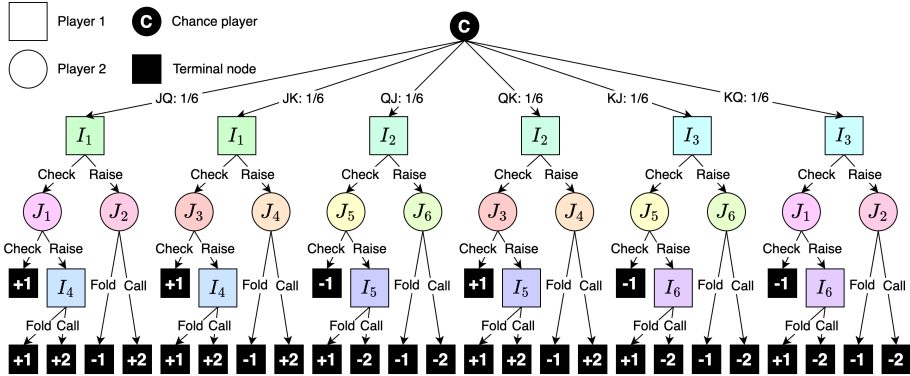 Player 1 C Chance player C
Player 2 Terminal node
JQ: 1/6 JK: 1/6 QJ: 1/6 QK: 1/6 KJ: 1/6 KQ: 1/6
I₁ I₁ I₂ I₂ I₃ I₃
Check Raise Check Raise Check Raise Check Raise Check Raise Check Raise
J₁ J₂ J₃ J₄ J₅ J₆ J₃ J₄ J₅ J₆ J₁ J₂
Check Raise Check Raise Check Raise Check Raise Check Raise Check Raise
+1 I₄ Fold Call +1 I₄ Fold Call -1 I₅ Fold Call +1 I₅ Fold Call -1 I₆ Fold Call -1 I₆ Fold Call
Fold Call Fold Call Fold Call Fold Call Fold Call Fold Call
+1 +2 -1 +2 +1 +2 -1 +2 +1 -2 -1 -2 +1 +2 -1 +2 +1 -2 -1 -2 +1 -2 -1 -2